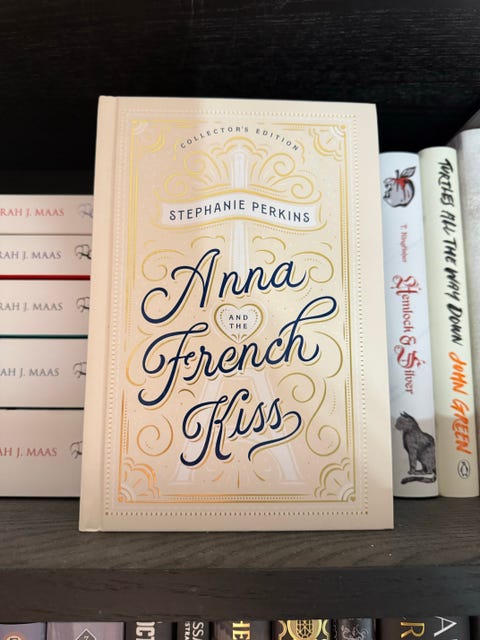 COLLECTOR'S EDITION
STEPHANIE PERKINS
Anna
AND
THE
French
Kiss
RAH J. MAAS
RAH J. MAAS
RAH J. MAAS
RAH J. MAAS
AH J. MAAS
T. Kingfisher
Hemlock & Silver
TURTLES ALL THE WAY DOWN
JOHN GREEN